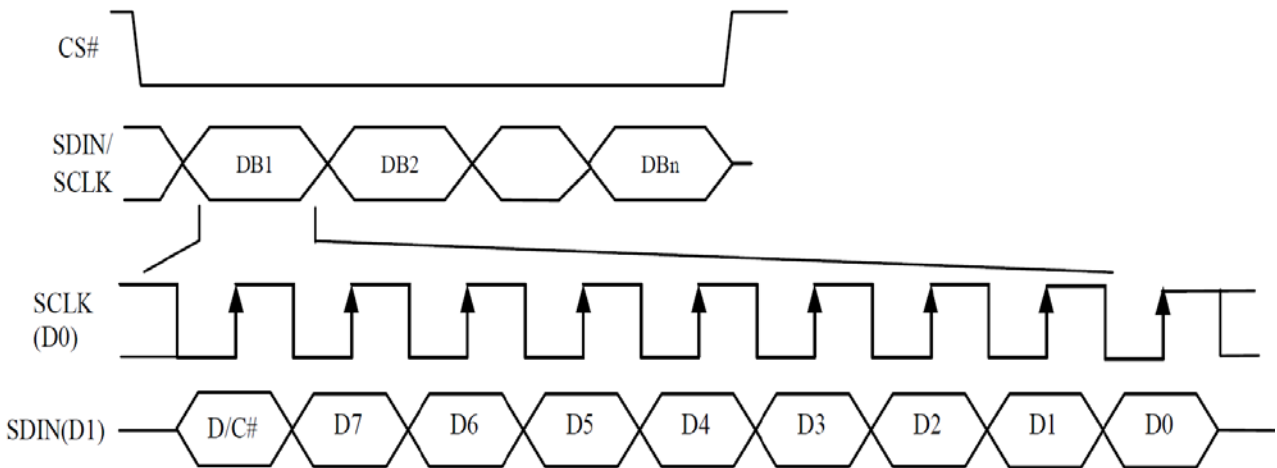 CS#
SDIN/
SCLK
DB1 DB2 DBn
SCLK
(D0)
SDIN(D1) D/C# D7 D6 D5 D4 D3 D2 D1 D0